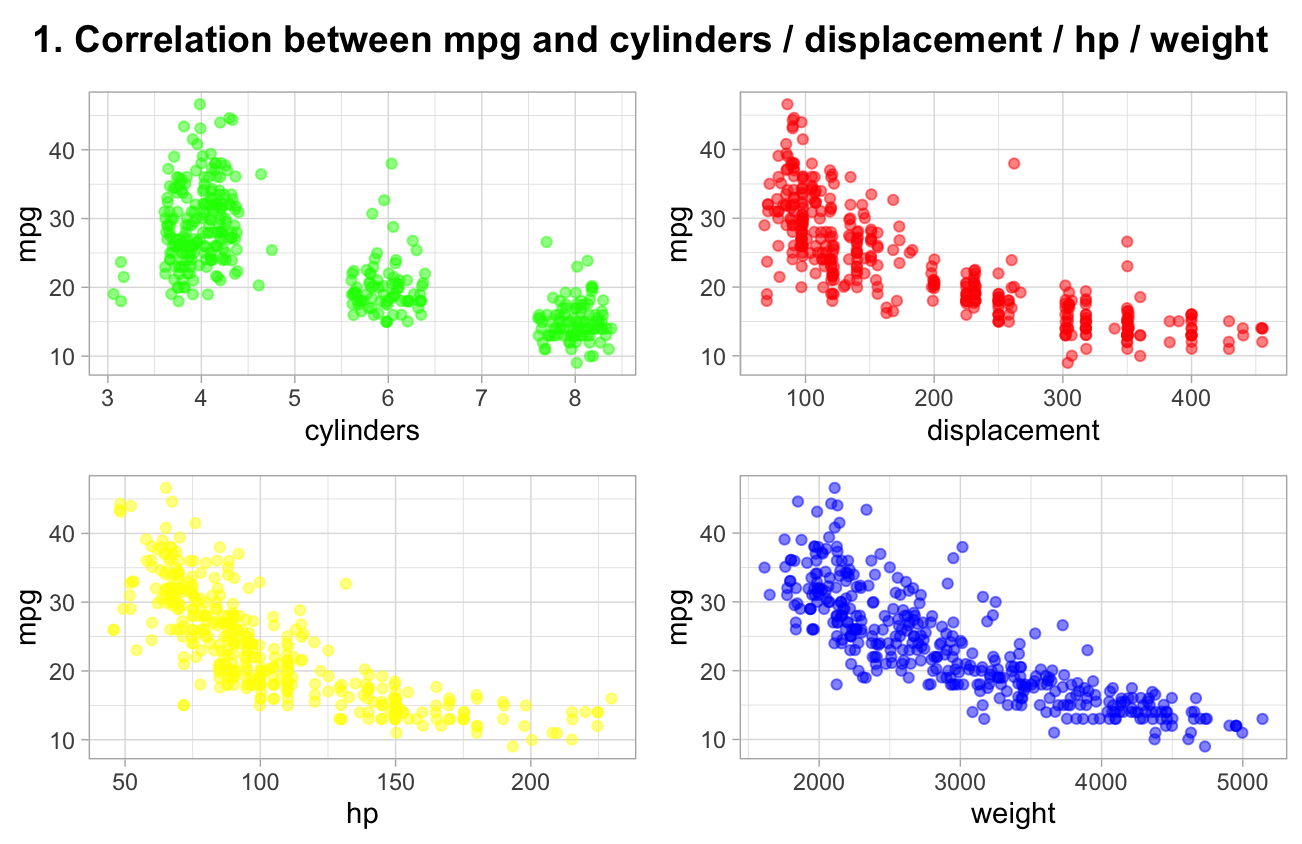 1. Correlation between mpg and cylinders / displacement / hp / weight
mpg
40
30
20
10
3 4 5 6 7 8
cylinders
mpg
40
30
20
10
100 200 300 400
displacement
mpg
40
30
20
10
50 100 150 200
hp
mpg
40
30
20
10
2000 3000 4000 5000
weight